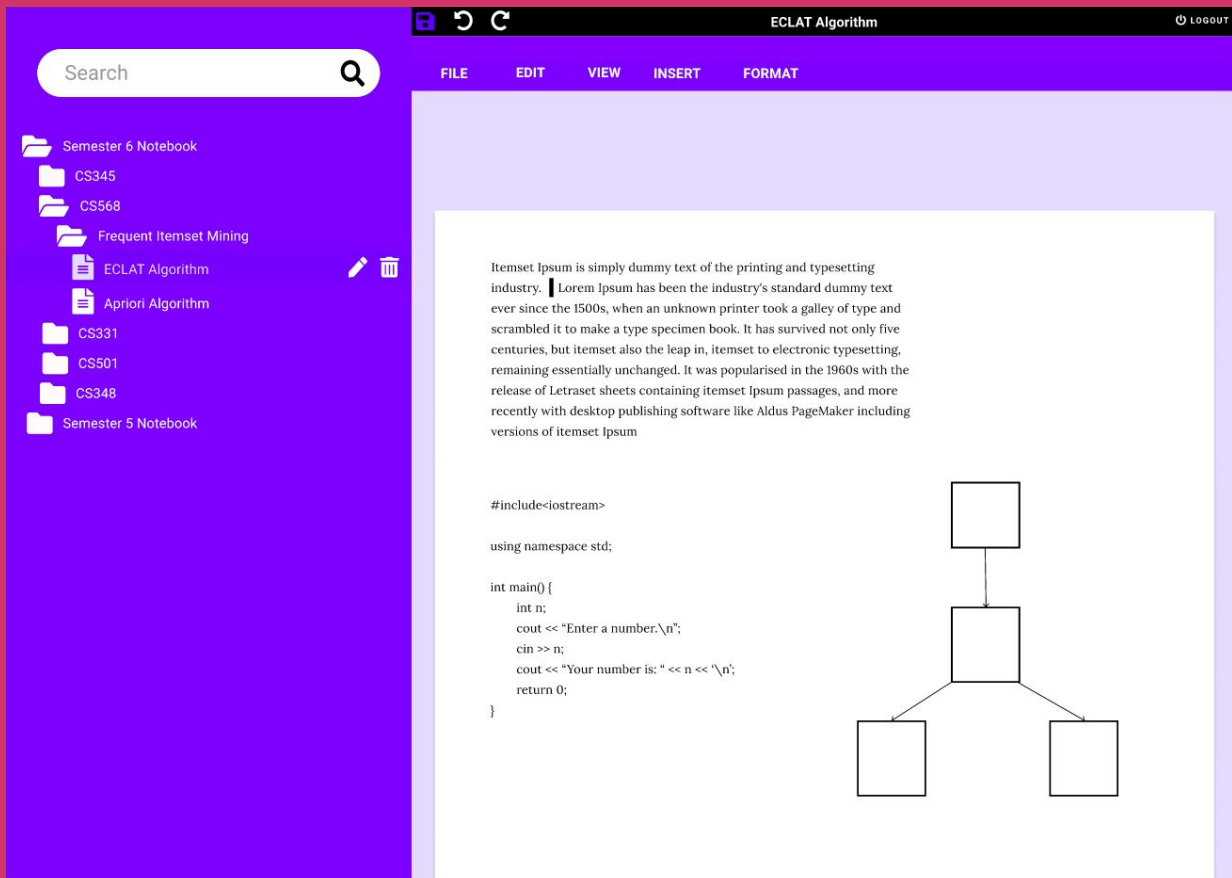 ECLAT Algorithm
LOGOUT
Search
FILE EDIT VIEW INSERT FORMAT
Semester 6 Notebook
CS345
CS568
Frequent Itemset Mining
ECLAT Algorithm
Apriori Algorithm
CS331
CS501
CS348
Semester 5 Notebook
Itemset Ipsum is simply dummy text of the printing and typesetting
industry. Lorem Ipsum has been the industry's standard dummy text
ever since the 1500s, when an unknown printer took a galley of type and
scrambled it to make a type specimen book. It has survived not only five
centuries, but itemset also the leap in, itemset to electronic typesetting,
remaining essentially unchanged. It was popularised in the 1960s with the
release of Letraset sheets containing itemset Ipsum passages, and more
recently with desktop publishing software like Aldus PageMaker including
versions of itemset Ipsum
#include<iostream>
using namespace std;
int main() {
int n;
cout << “Enter a number.\n”;
cin >> n;
cout << “Your number is: “ << n << ‘\n’;
return 0;
}